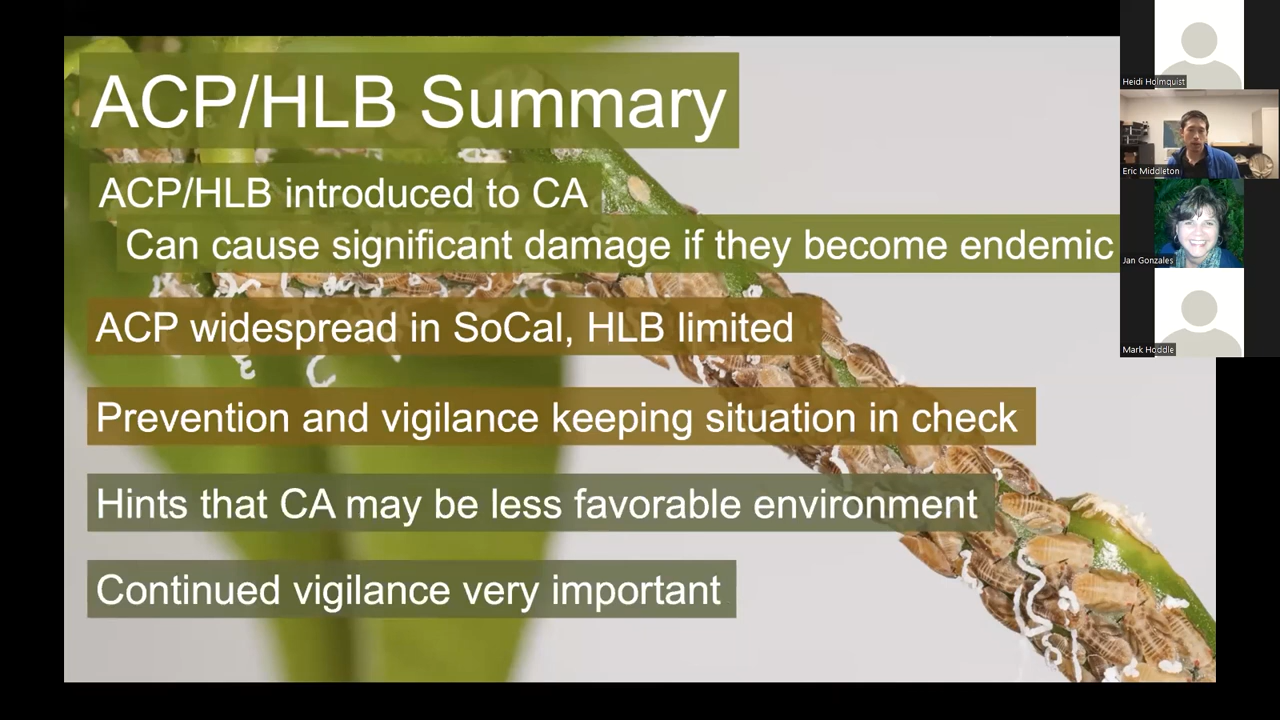 ACP/HLB Summary
ACP/HLB introduced to CA
Can cause significant damage if they become endemic
ACP widespread in SoCal, HLB limited
Prevention and vigilance keeping situation in check
Hints that CA may be less favorable environment
Continued vigilance very important
Heidi Holmquist
Eric Middleton
Jan Gonzales
Mark Hoddle